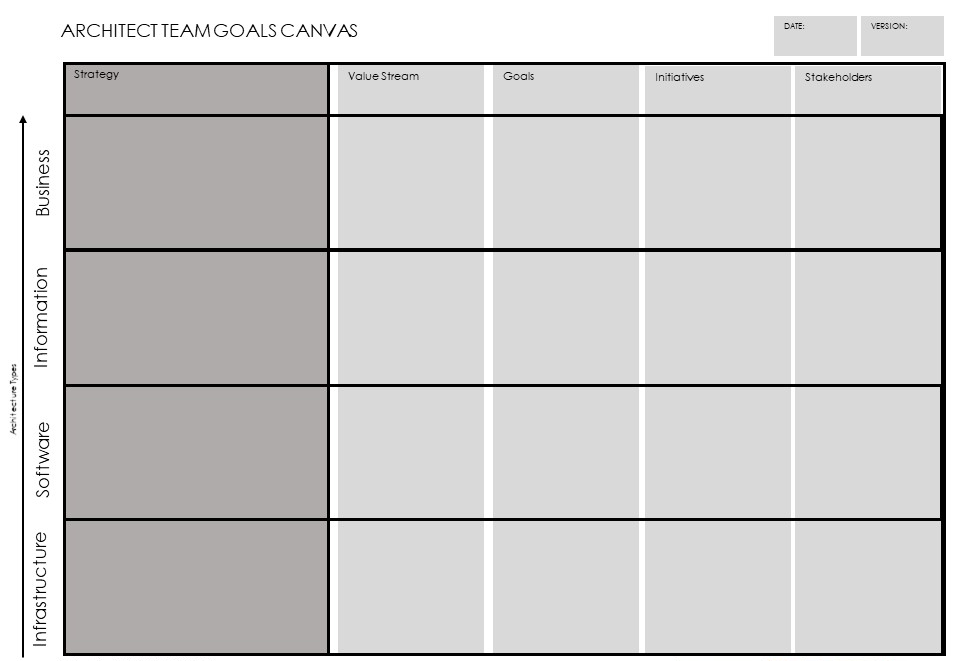 ARCHITECT TEAM GOALS CANVAS
DATE:
VERSION:
Strategy
Value Stream
Goals
Initiatives
Stakeholders
Business
Information
Architecture Types
Software
Infrastructure